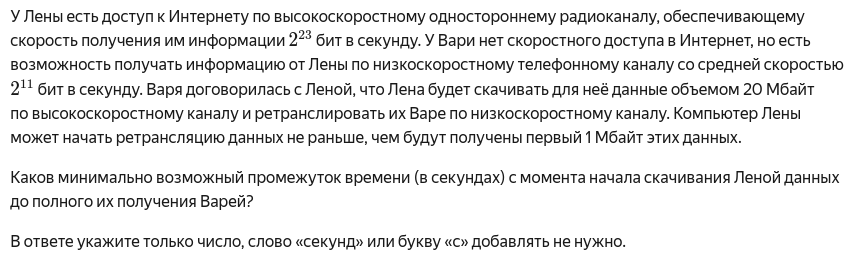 У Лены есть доступ к Интернету по высокоскоростному одностороннему радиоканалу, обеспечивающему
скорость получения им информации 2²³ бит в секунду. У Вари нет скоростного доступа в Интернет, но есть
возможность получать информацию от Лены по низкоскоростному телефонному каналу со средней скоростью
2¹¹ бит в секунду. Варя договорилась с Леной, что Лена будет скачивать для неё данные объемом 20 Мбайт
по высокоскоростному каналу и ретранслировать их Варе по низкоскоростному каналу. Компьютер Лены
может начать ретрансляцию данных не раньше, чем будут получены первый 1 Мбайт этих данных.
Каков минимально возможный промежуток времени (в секундах) с момента начала скачивания Леной данных
до полного их получения Варей?
В ответе укажите только число, слово «секунд» или букву «с» добавлять не нужно.